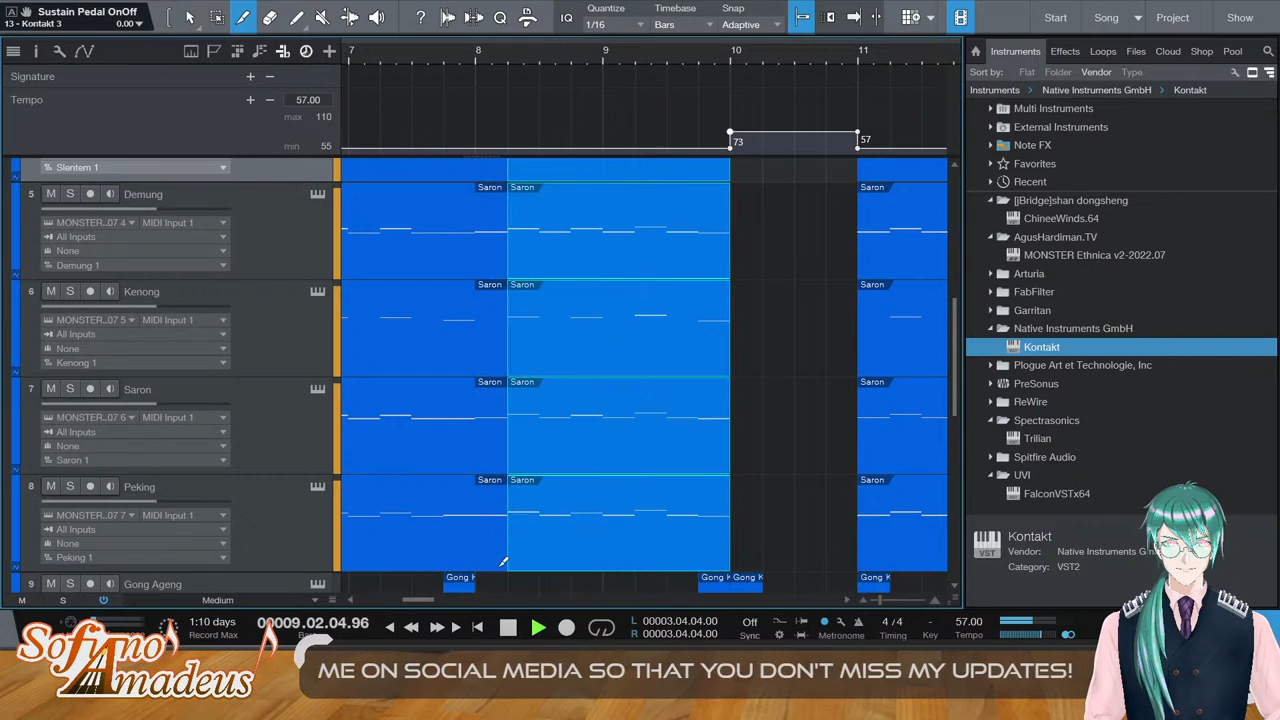 Sustain Pedal OnOff
13 - Kontakt 3 0.00
IQ
Quantize
1/16
Timebase
Bars
Snap
Adaptive
Start
Song
Project
Show
7 8 9 10 11
Signature
Tempo 57.00
max 110
min 55
73
57
Slentem 1
5 M S Demung
MONSTER...07 4 MIDI Input 1
All Inputs
None
Demung 1
Saron Saron Saron
6 M S Kenong
MONSTER...07 5 MIDI Input 1
All Inputs
None
Kenong 1
Saron Saron Saron
7 M S Saron
MONSTER...07 6 MIDI Input 1
All Inputs
None
Saron 1
Saron Saron Saron
8 M S Peking
MONSTER...07 7 MIDI Input 1
All Inputs
None
Peking 1
Saron Saron Saron
9 M S Gong Ageng
Gong K Gong K Gong K Gong K
M S Medium
Instruments Effects Loops Files Cloud Shop Pool
Sort by: Flat Folder Vendor Type
Instruments Native Instruments GmbH Kontakt
Multi Instruments
External Instruments
Note FX
Favorites
Recent
[jBridge]shan dongsheng
ChineeWinds.64
AgusHardiman.TV
MONSTER Ethnica v2-2022.07
Arturia
FabFilter
Garritan
Native Instruments GmbH
Kontakt
Plogue Art et Technologie, Inc
PreSonus
ReWire
Spectrasonics
Trilian
Spitfire Audio
UVI
FalconVSTx64
VST
Kontakt
Vendor: Native Instruments G
Category: VST2
1:10 days
Record Max
00009.02.04.96
Bars
L 00003.04.04.00
R 00003.04.04.00
Off
Sync
Metronome
4 / 4
Timing
-
Key
57.00
Tempo
Sofiano
Amadeus
ME ON SOCIAL MEDIA SO THAT YOU DON'T MISS MY UPDATES!